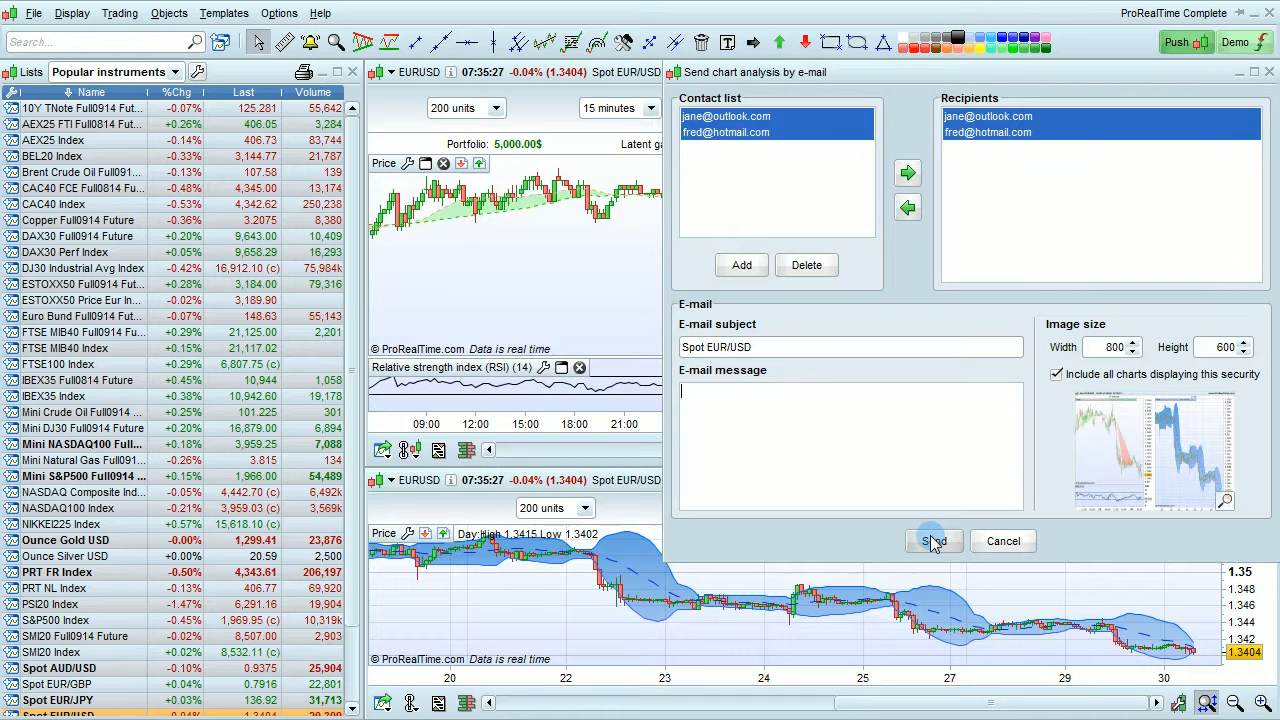 File Display Trading Objects Templates Options Help
ProRealTime Complete
Search...
Push
Demo
Lists Popular instruments
Name %Chg Last Volume
10Y TNote Full0914 Fut... -0.07% 125.281 55,642
AEX25 FTI Full0814 Fut... +0.26% 406.05 3,284
AEX25 Index -0.14% 406.73 83,744
BEL20 Index -0.33% 3,144.77 21,787
Brent Crude Oil Full091... -0.13% 107.58 139
CAC40 FCE Full0814 Fu... -0.48% 4,345.00 13,174
CAC40 Index -0.53% 4,342.62 250,238
Copper Full0914 Future -0.36% 3.2075 8,380
DAX30 Full0914 Future +0.20% 9,643.00 10,409
DAX30 Perf Index +0.05% 9,658.29 16,293
DJ30 Industrial Avg Index -0.42% 16,912.10 (c) 75,984k
ESTOXX50 Full0914 Fut... +0.28% 3,184.00 79,316
ESTOXX50 Price Eur In... -0.02% 3,189.90
Euro Bund Full0914 Fut... -0.07% 148.63 55,143
FTSE MIB40 Full0914 Fu... +0.29% 21,125.00 2,201
FTSE MIB40 Index +0.15% 21,117.02
FTSE100 Index +0.29% 6,807.75 (c)
IBEX35 Full0814 Future +0.45% 10,944 1,058
IBEX35 Index +0.38% 10,942.60 19,178
Mini Crude Oil Full0914 ... +0.25% 101.225 301
Mini DJ30 Full0914 Future +0.20% 16,879.00 6,894
Mini NASDAQ100 Full... +0.18% 3,959.25 7,088
Mini Natural Gas Full091... -0.26% 3.815 134
Mini S&P500 Full0914 ... +0.15% 1,966.00 54,489
NASDAQ Composite Ind... -0.05% 4,442.70 (c) 6,492k
NASDAQ100 Index -0.21% 3,959.03 (c) 3,569k
NIKKEI225 Index +0.57% 15,618.10 (c)
Ounce Gold USD -0.00% 1,299.41 23,876
Ounce Silver USD +0.00% 20.59 2,500
PRT FR Index -0.50% 4,343.61 206,197
PRT NL Index -0.13% 406.77 69,920
PSI20 Index -1.47% 6,291.16 19,904
S&P500 Index -0.45% 1,969.95 (c) 10,319k
SMI20 Full0914 Future -0.02% 8,507.00 2,903
SMI20 Index +0.02% 8,532.11 (c)
Spot AUD/USD -0.10% 0.9375 25,904
Spot EUR/GBP +0.04% 0.7916 22,801
Spot EUR/JPY +0.03% 136.92 31,713
Spot EUR/USD -0.04% 1.3404
EURUSD 07:35:27 -0.04% (1.3404) Spot EUR/USD
200 units
15 minutes
Portfolio: 5,000.00$ Latent ga
Price
© ProRealTime.com Data is real time
Relative strength index (RSI) (14)
09:00 12:00 15:00 18:00 21:00
EURUSD 07:35:27 -0.04% (1.3404) Spot EUR/USD
200 units
Price Day:High 1.3415 Low 1.3402
1.35
1.348
1.346
1.344
1.342
1.3404
© ProRealTime.com Data is real time
20 22 23 24 25 26 27 29 30
Send chart analysis by e-mail
Contact list
jane@outlook.com
fred@hotmail.com
Add Delete
Recipients
jane@outlook.com
fred@hotmail.com
E-mail
E-mail subject
Spot EUR/USD
E-mail message
Image size
Width 800 Height 600
Include all charts displaying this security
Send Cancel